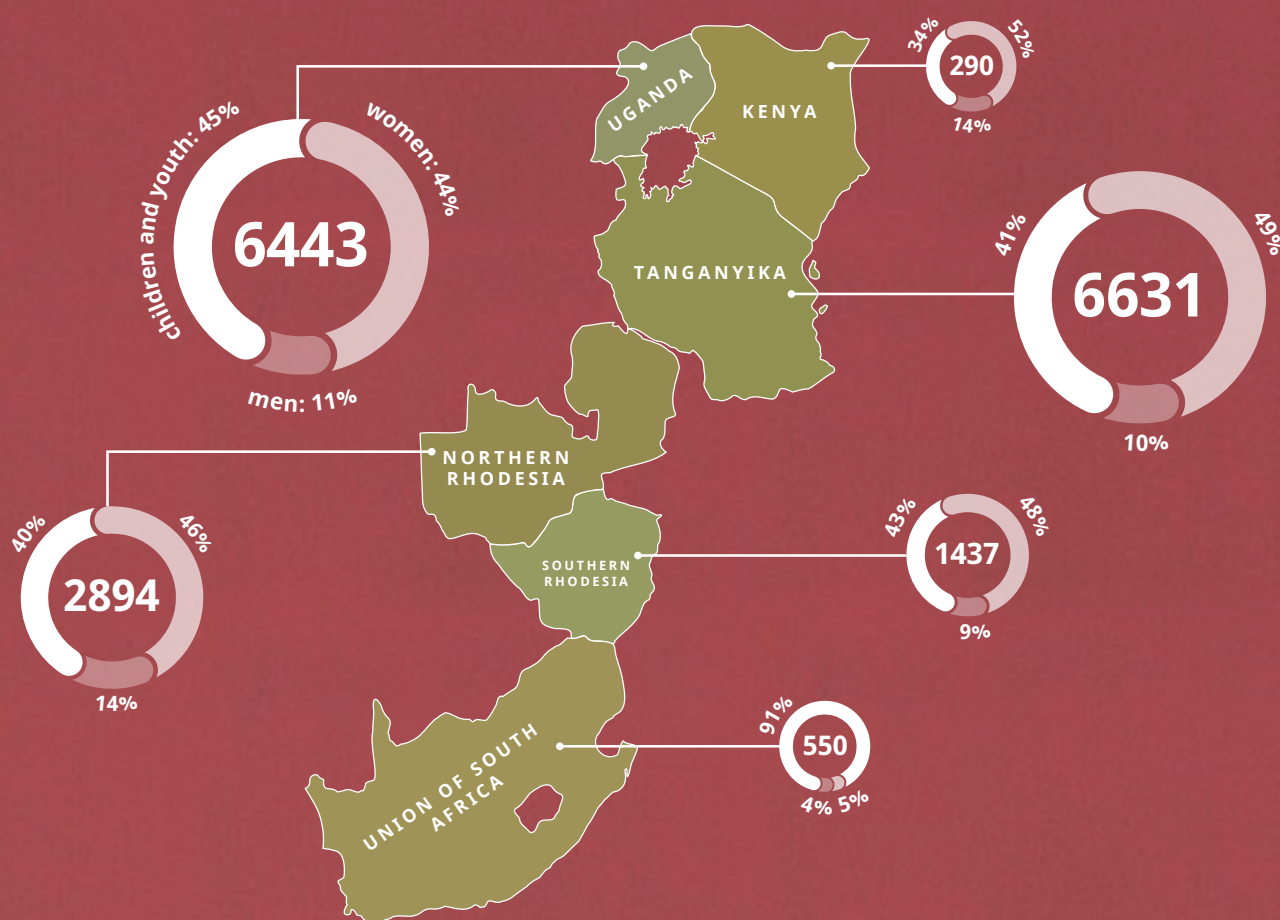 UGANDA
KENYA
34%
52%
290
14%
children and youth: 45%
women: 44%
6443
men: 11%
TANGANYIKA
41%
49%
6631
10%
NORTHERN
RHODESIA
40%
46%
2894
14%
SOUTHERN
RHODESIA
43%
48%
1437
9%
UNION OF SOUTH
AFRICA
91%
550
4% 5%